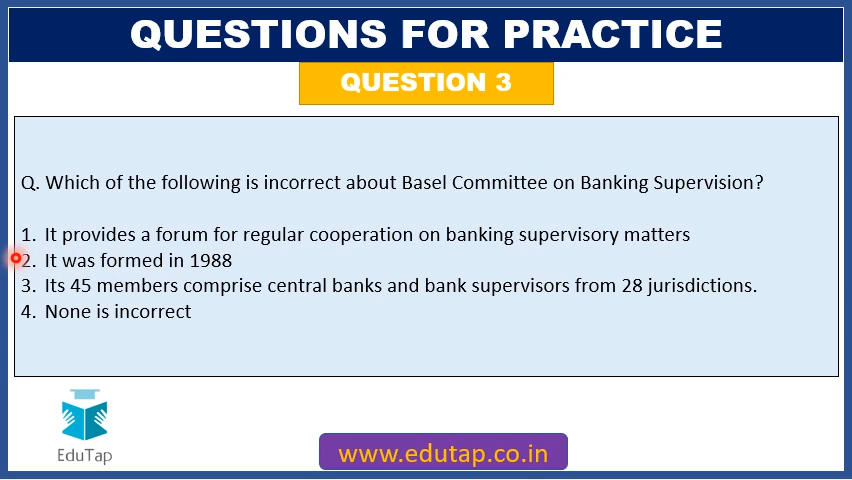 QUESTIONS FOR PRACTICE
QUESTION 3
Q. Which of the following is incorrect about Basel Committee on Banking Supervision?
1. It provides a forum for regular cooperation on banking supervisory matters
2. It was formed in 1988
3. Its 45 members comprise central banks and bank supervisors from 28 jurisdictions.
4. None is incorrect
EduTap
www.edutap.co.in